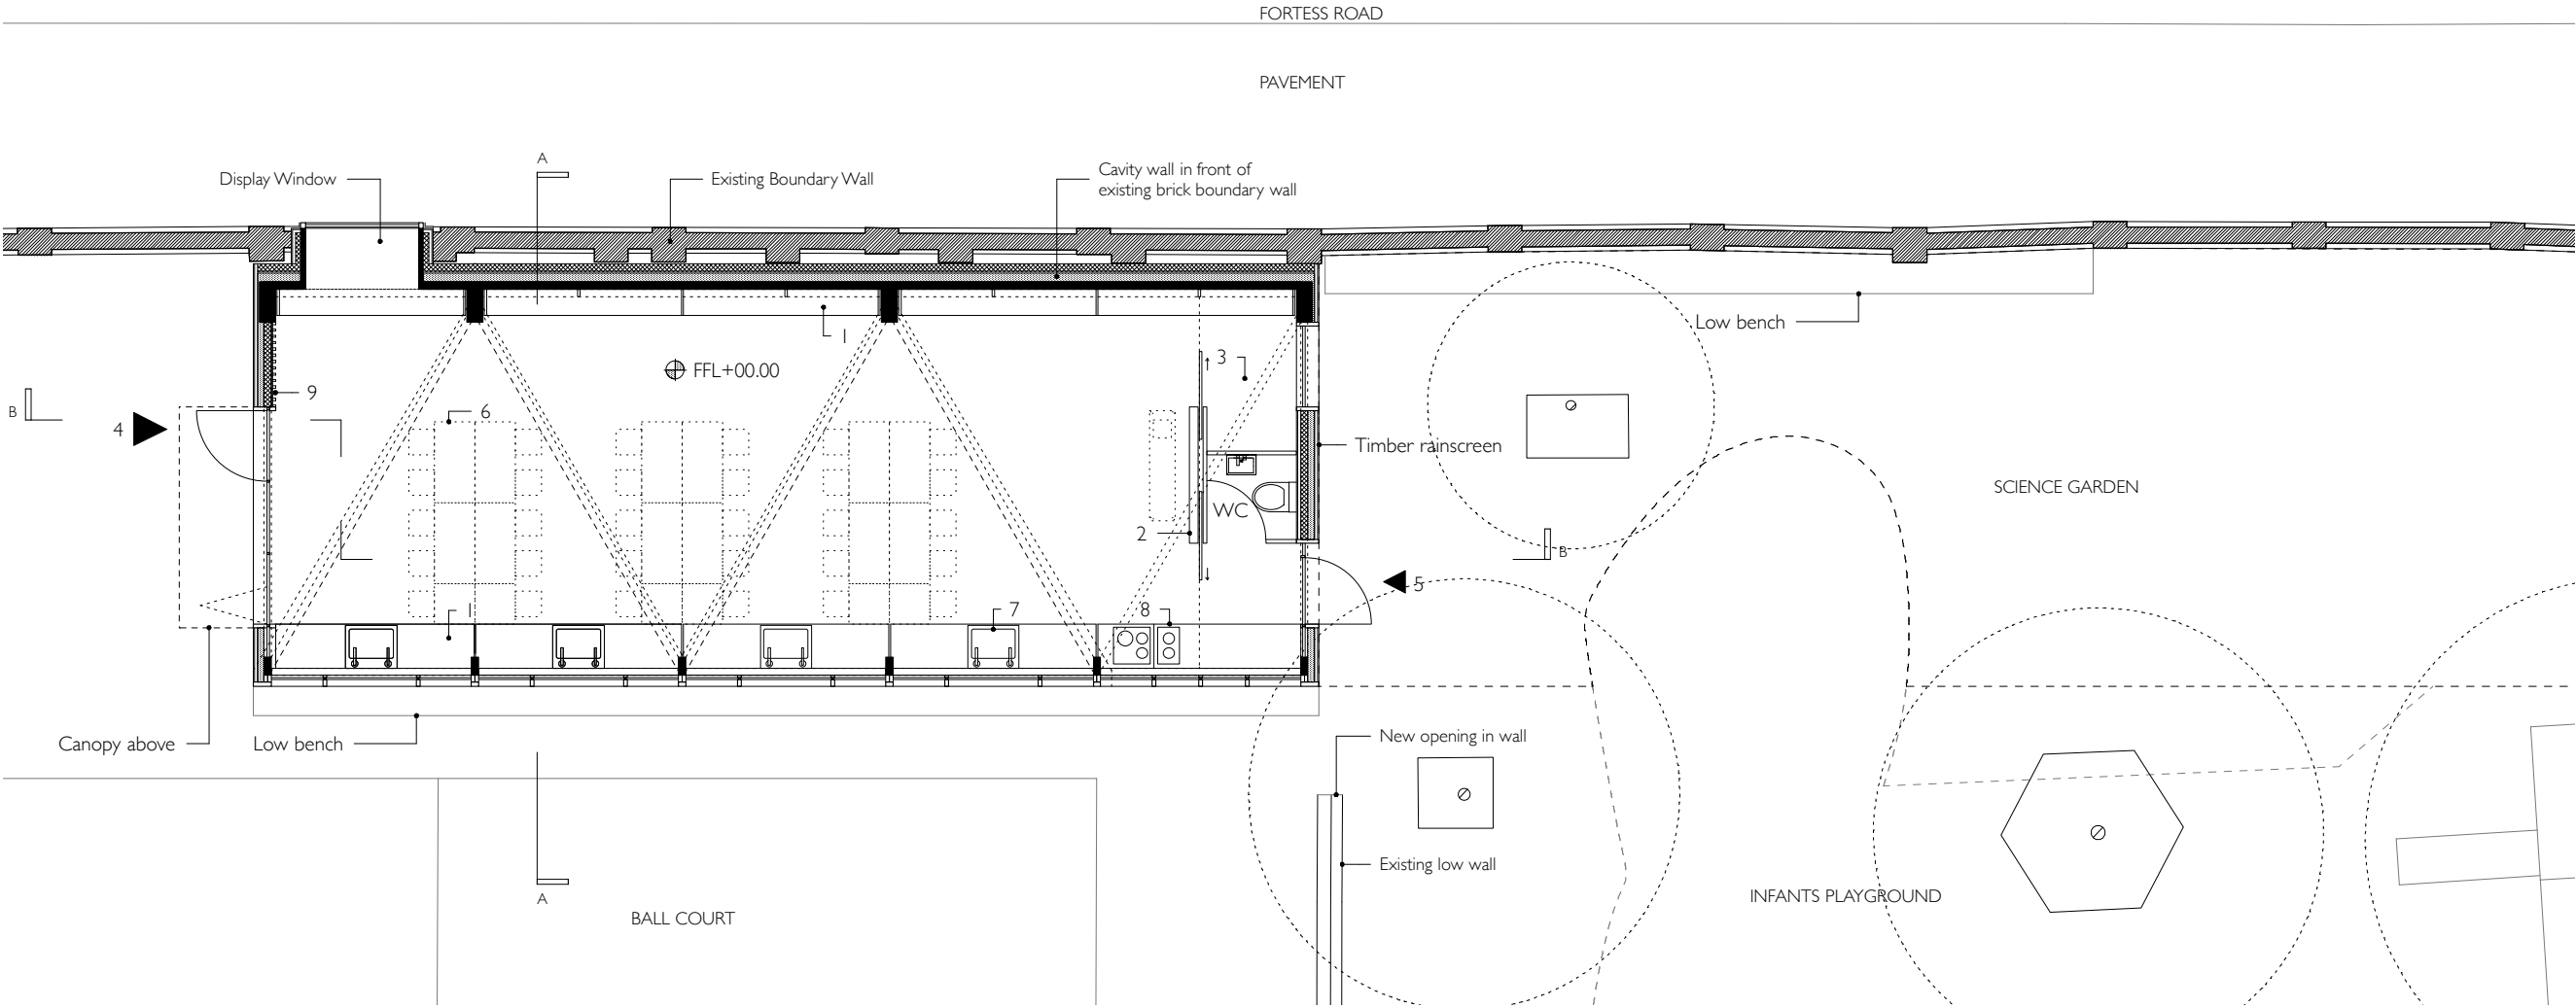 FORTESS ROAD
PAVEMENT
A
Display Window
Existing Boundary Wall
Cavity wall in front of
existing brick boundary wall
Low bench
1
3
FFL+00.00
9
B
4
6
Timber rainscreen
SCIENCE GARDEN
WC
2
B
5
1
7
8
Canopy above
Low bench
New opening in wall
Existing low wall
A
BALL COURT
INFANTS PLAYGROUND